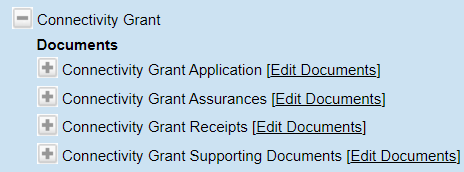 Connectivity Grant
Documents
Connectivity Grant Application [Edit Documents]
Connectivity Grant Assurances [Edit Documents]
Connectivity Grant Receipts [Edit Documents]
Connectivity Grant Supporting Documents [Edit Documents]